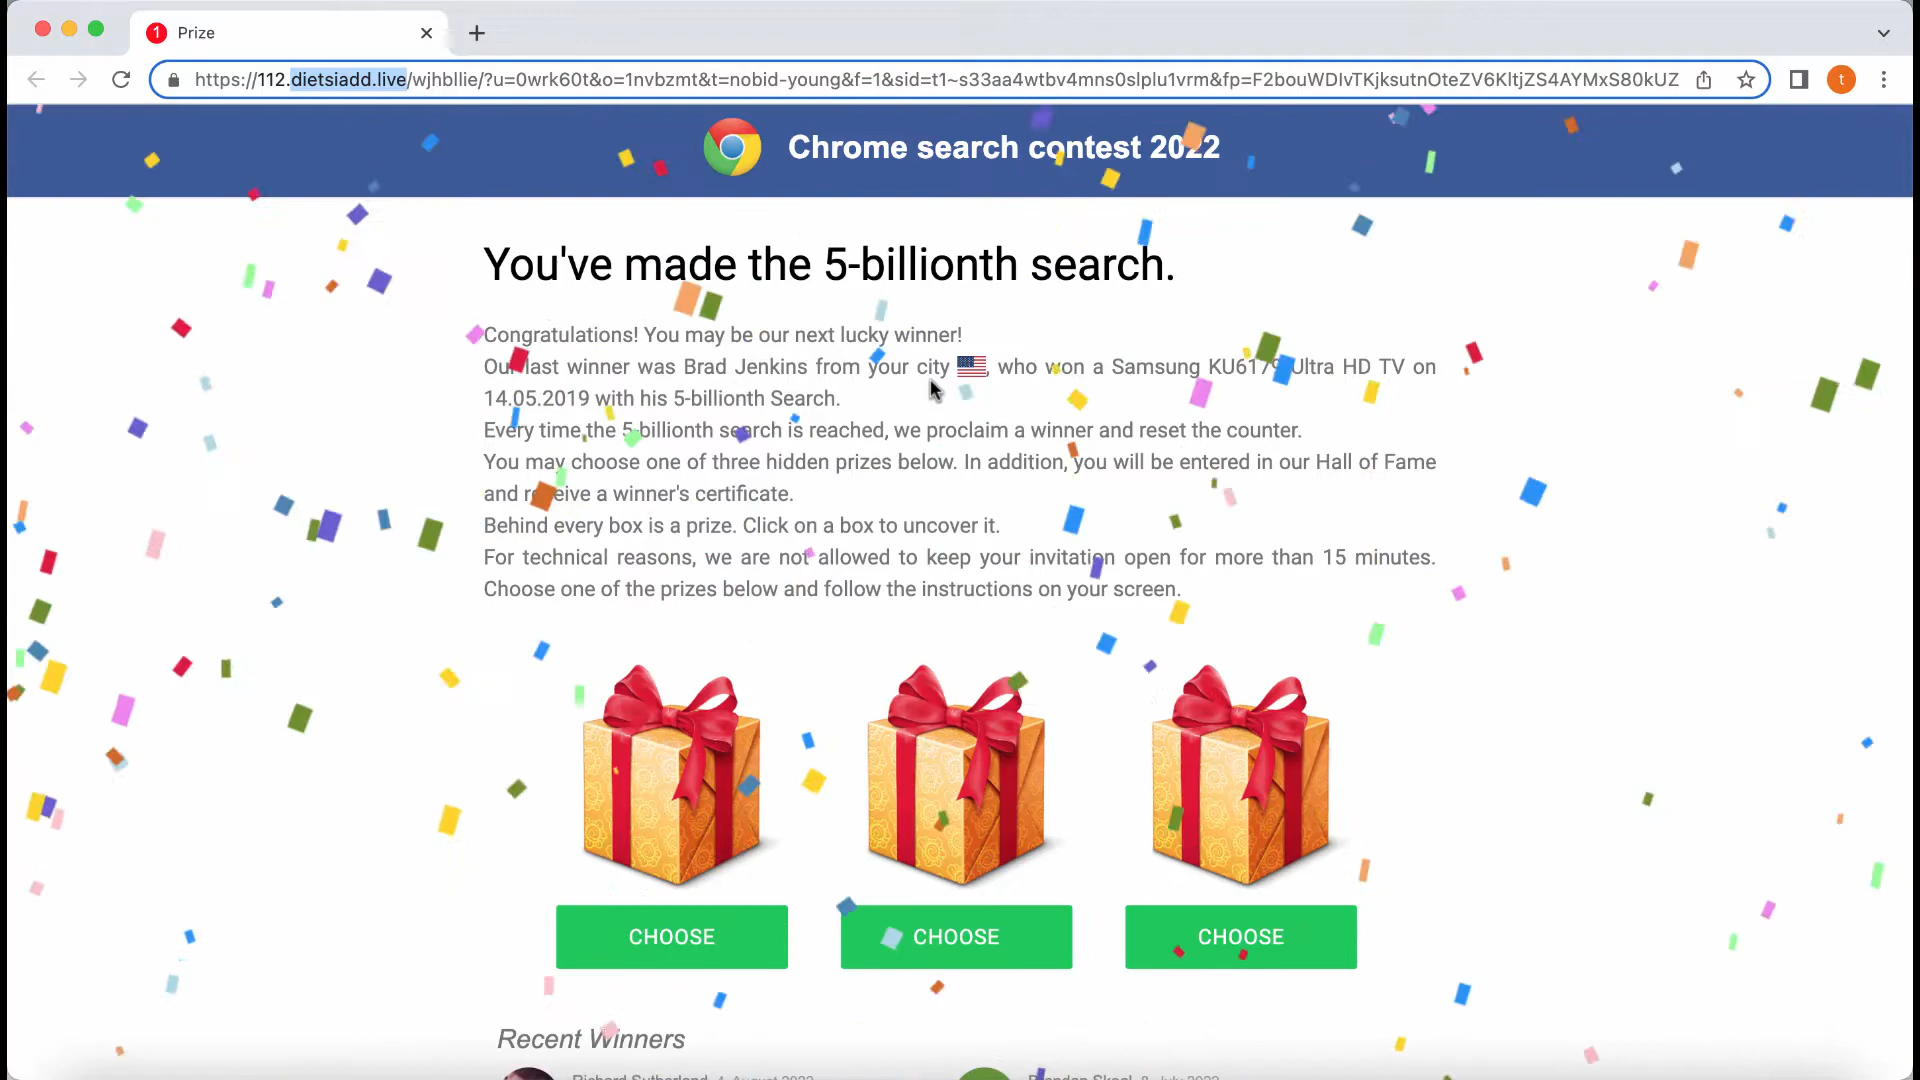 Prize
https://112.dietsiadd.live/wjhbllie/?u=0wrk60t&o=1nvbzmt&t=nobid-young&f=1&sid=t1~s33aa4wtbv4mns0slplu1vrm&fp=F2bouWDIvTKjksutnOteZV6KltjZS4AYMxS80kUZ
t
Chrome search contest 2022
You've made the 5-billionth search.
Congratulations! You may be our next lucky winner!
Our last winner was Brad Jenkins from your city who won a Samsung KU6179 Ultra HD TV on
14.05.2019 with his 5-billionth Search.
Every time the 5-billionth search is reached, we proclaim a winner and reset the counter.
You may choose one of three hidden prizes below. In addition, you will be entered in our Hall of Fame
and receive a winner's certificate.
Behind every box is a prize. Click on a box to uncover it.
For technical reasons, we are not allowed to keep your invitation open for more than 15 minutes.
Choose one of the prizes below and follow the instructions on your screen.
CHOOSE CHOOSE CHOOSE
Recent Winners
Richard Sutherland 4. August 2022